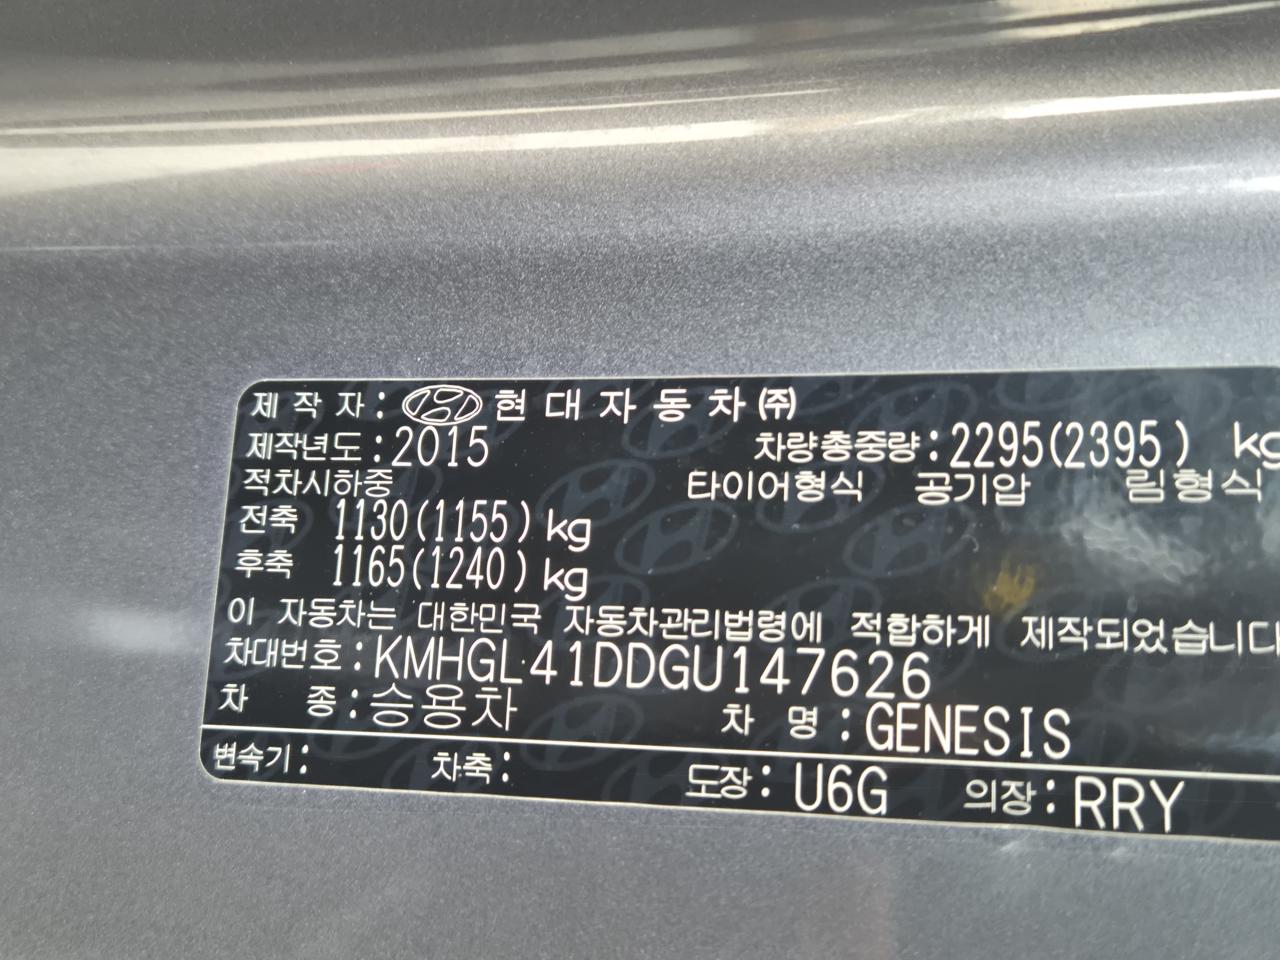 제작자 : 현대자동차㈜
제작년도 : 2015 차량총중량 : 2295(2395) kg
적차시하중 타이어형식 공기압 림형식
전축 1130(1155) kg
후축 1165(1240) kg
이 자동차는 대한민국 자동차관리법령에 적합하게 제작되었습니다
차대번호 : KMHGL41DDGU147626
차 종 : 승용차 차 명 : GENESIS
변속기 : 차축 : 도장 : U6G 의장 : RRY